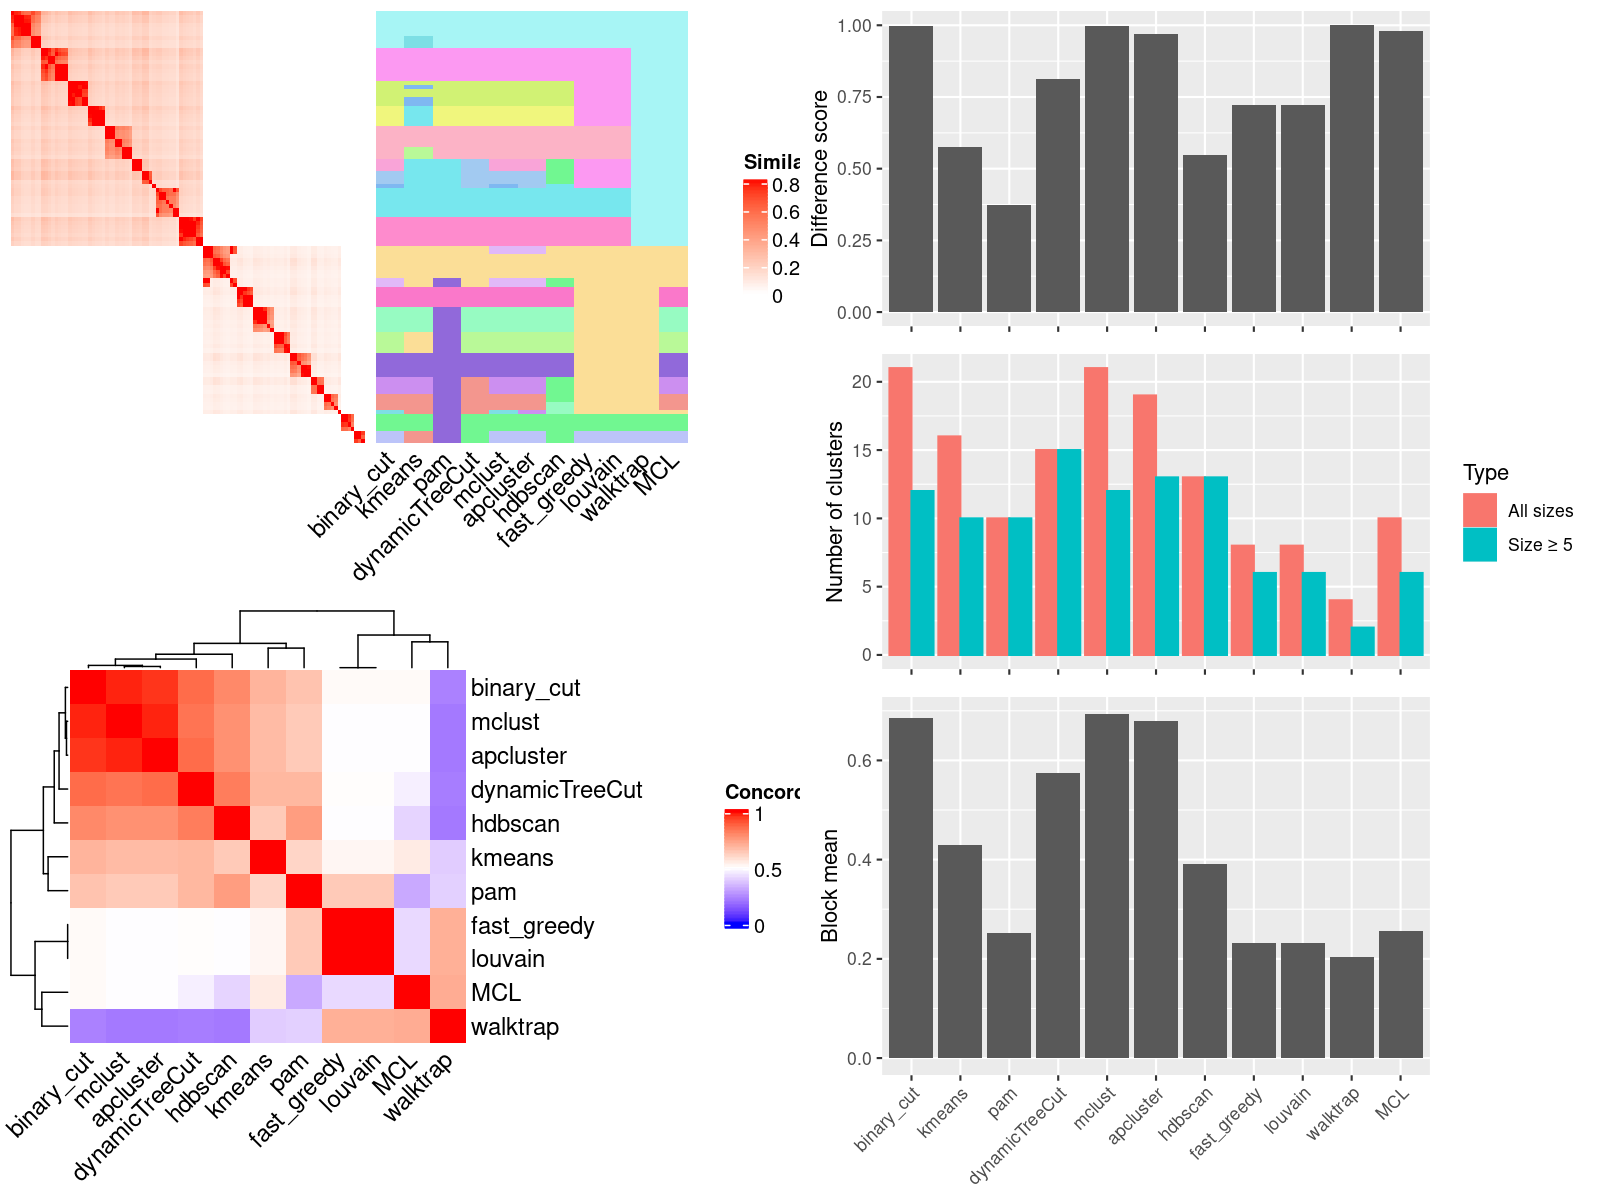 Simila
0.8
0.6
0.4
0.2
0
binary_cut
kmeans
pam
dynamicTreeCut
mclust
apcluster
hdbscan
fast_greedy
louvain
walktrap
MCL
binary_cut
mclust
apcluster
dynamicTreeCut
hdbscan
kmeans
pam
fast_greedy
louvain
MCL
walktrap
Concord
1
0.5
0
binary_cut
mclust
apcluster
dynamicTreeCut
hdbscan
kmeans
pam
fast_greedy
louvain
MCL
walktrap
Difference score
1.00
0.75
0.50
0.25
0.00
Number of clusters
20
15
10
5
0
Type
All sizes
Size ≥ 5
Block mean
0.6
0.4
0.2
0.0
binary_cut
kmeans
pam
dynamicTreeCut
mclust
apcluster
hdbscan
fast_greedy
louvain
walktrap
MCL